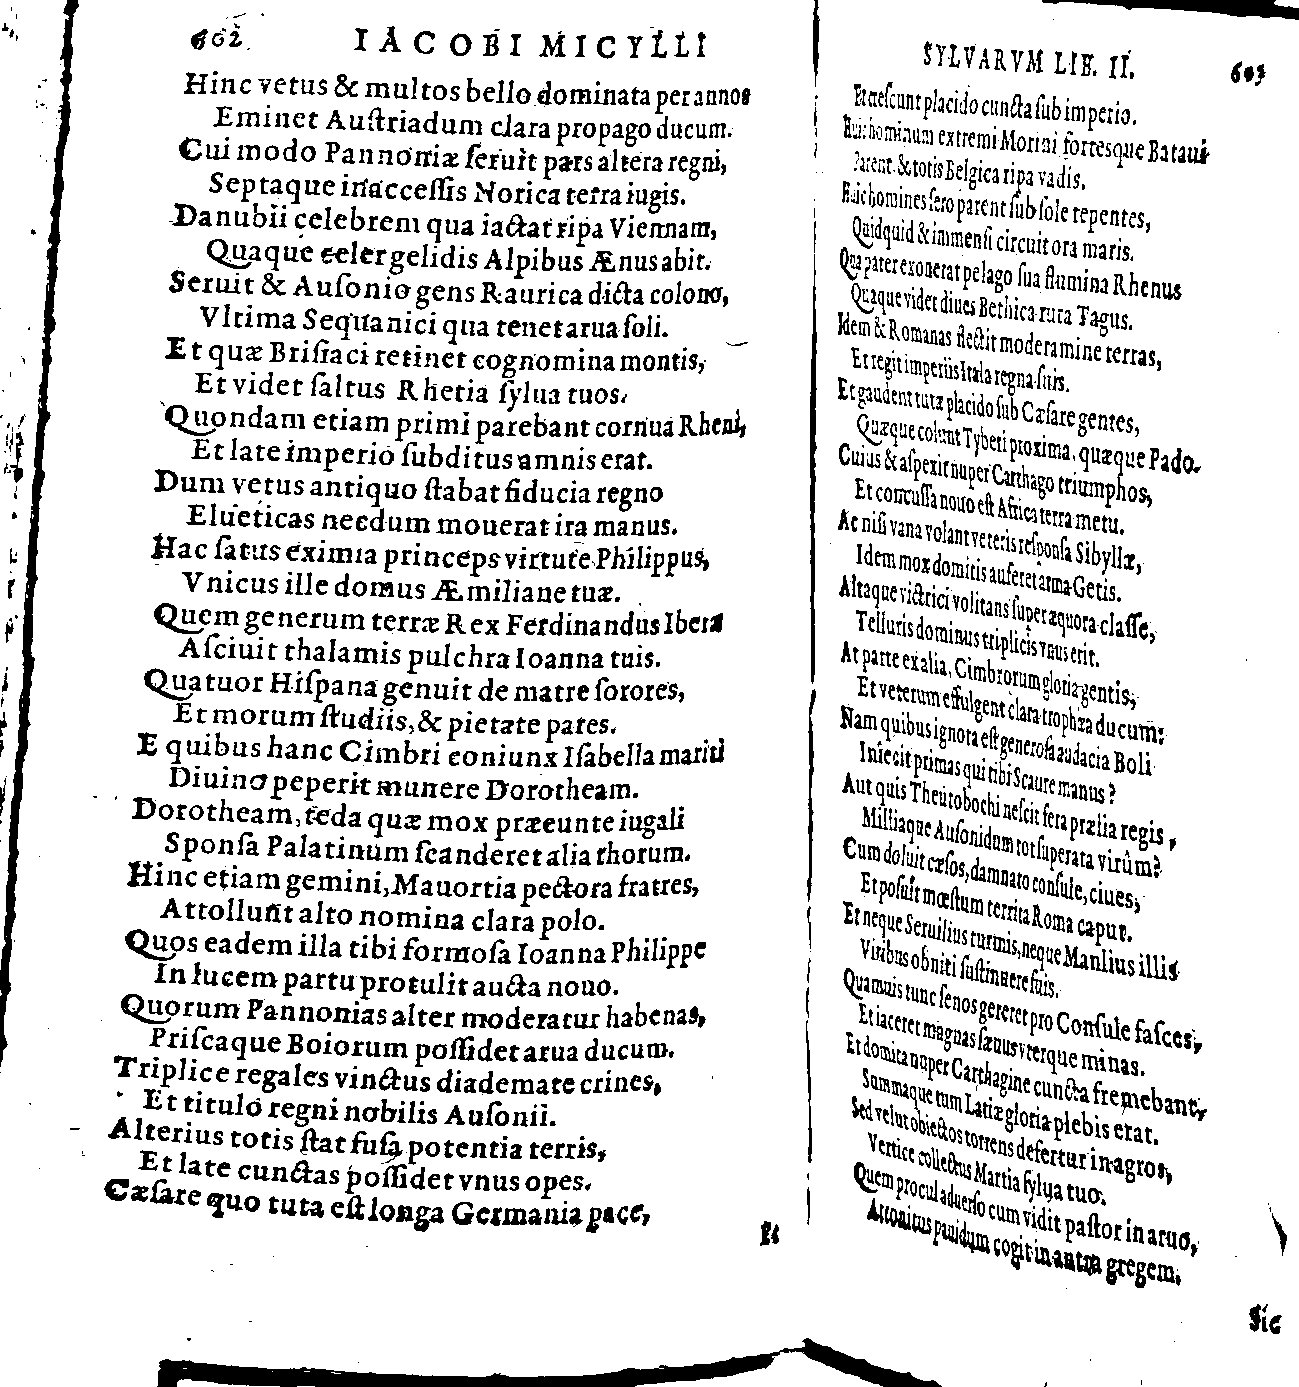 602
IACOBI MICYLLI
Hinc vetus & multos bello dominata per annos
Eminet Auſtriadum clara propago ducum.
Cui modo Pannoniæ ſeruit pars altera regni,
Septaque inacceſſis Norica terra iugis.
Danubii celebrem qua iactat ripa Viennam,
Quaque celer gelidis Alpibus Ænus abit.
Seruit & Auſonio gens Raurica dicta colono,
Vltima Sequanici qua tenet arua ſoli.
Et quæ Briſiaci retinet cognomina montis,
Et videt ſaltus Rhetia ſylua tuos.
Quondam etiam primi parebant cornua Rheni,
Et late imperio ſubditus amnis erat.
Dum vetus antiquo ſtabat fiducia regno
Elueticas necdum mouerat ira manus.
Hac ſatus eximia princeps virtute Philippus,
Vnicus ille domus Æmiliane tuæ.
Quem generum terræ Rex Ferdinandus Iberæ
Aſciuit thalamis pulchra Ioanna tuis.
Quatuor Hiſpana genuit de matre ſorores,
Et morum ſtudiis, & pietate pares.
E quibus hanc Cimbri coniunx Iſabella mariti
Diuino peperit munere Dorotheam.
Dorotheam, teda quæ mox præeunte iugali
Sponſa Palatinum ſcanderet alia thorum.
Hinc etiam gemini, Mauortia pectora fratres,
Attollunt alto nomina clara polo.
Quos eadem illa tibi formoſa Ioanna Philippe
In lucem partu protulit aucta nouo.
Quorum Pannonias alter moderatur habenas,
Priſcaque Boiorum poſſidet arua ducum.
Triplice regales vinctus diademate crines,
Et titulo regni nobilis Auſonii.
Alterius totis ſtat fuſa potentia terris,
Et late cunctas poſſidet vnus opes.
Cæſare quo tuta eſt longa Germania pace,
Et
SYLVARVM LIB. II.
603
Et creſcunt placido cuncta ſub imperio.
Huic hominum extremi Morini fortesque Bataui
Parent, & totis Belgica ripa vadis.
Huic homines ſero parent ſub ſole repentes,
Quidquid & immenſi circuit ora maris.
Qua pater exonerat pelago ſua flumina Rhenus
Quaque videt diues Bethica rura Tagus.
Idem & Romanas flectit moderamine terras,
Et regit imperiis Itala regna ſuis.
Et gaudent tuta placido ſub Cæſare gentes,
Quæque colunt Tyberi proxima, quæque Pado.
Cuius & aſpexit nuper Carthago triumphos,
Et concuſſa nouo eſt Africa terra metu.
Ac niſi vana volant veteris reſponſa Sibyllæ,
Idem mox domitis auferet arma Getis.
Altaque victrici volitans ſuper æquora claſſe,
Telluris dominus triplicis vnus erit.
At parte ex alia, Cimbrorum gloria gentis,
Et veterum effulgent clara trophæa ducum:
Nam quibus ignota eſt generoſa audacia Boli
Iniecit primas qui tibi Scaure manus?
Aut quis Theutobochi neſcit fera prælia regis,
Milliaque Auſonidum tot ſuperata virûm?
Cum doluit cæſos, damnato conſule, ciues,
Et poſuit mœſtum territa Roma caput.
Et neque Seruilius turmis, neque Manlius illis
Viribus obniti ſuſtinuere ſuis.
Quamuis tunc ſenos gereret pro Conſule faſces,
Et iaceret magnas ſæuus vterque minas.
Et domita nuper Carthagine cuncta fremebant,
Summaque tum Latiæ gloria plebis erat.
Sed velut obiectos torrens defertur in agros,
Vertice collectus Martia ſylua tuo.
Quem procul aduerſo cum vidit paſtor in aruo,
Attonitus pauidum cogit in antra gregem.
Sic